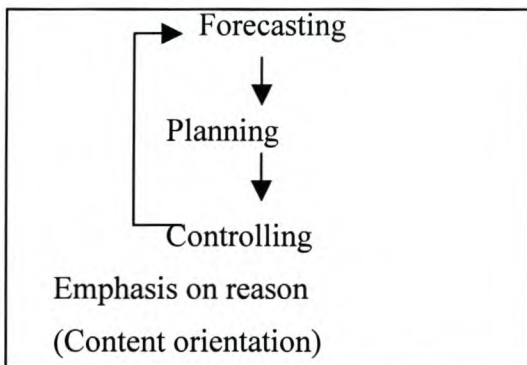 Forecasting
Planning
Controlling
Emphasis on reason
(Content orientation)